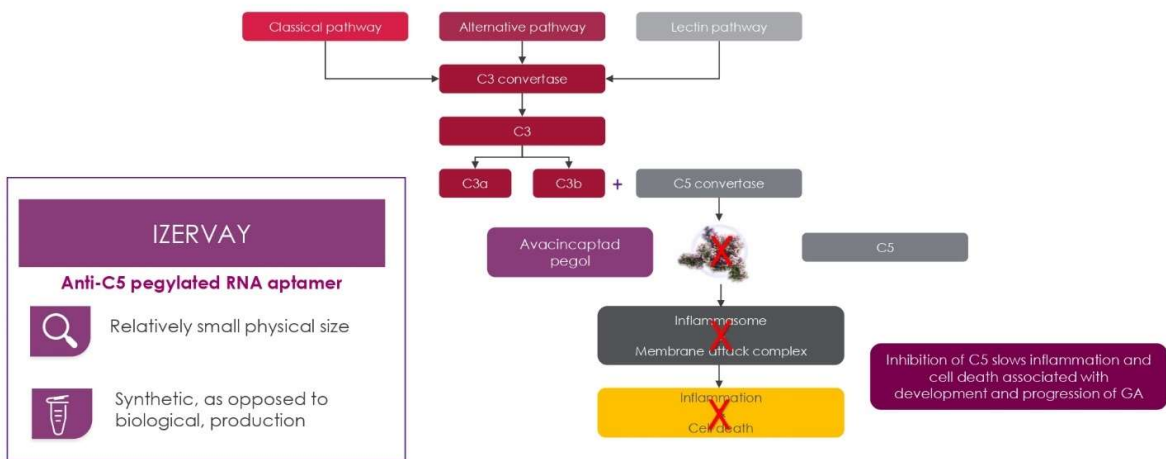 Classical pathway
Alternative pathway
Lectin pathway
C3 convertase
C3
C3a
C3b
+
C5 convertase
Avacincaptad
pegol
X
C5
Inflammasome
X
Membrane attack complex
Inflammation
X
Cell death
Inhibition of C5 slows inflammation and
cell death associated with
development and progression of GA
IZERVAY
Anti-C5 pegylated RNA aptamer
Relatively small physical size
Synthetic, as opposed to
biological, production